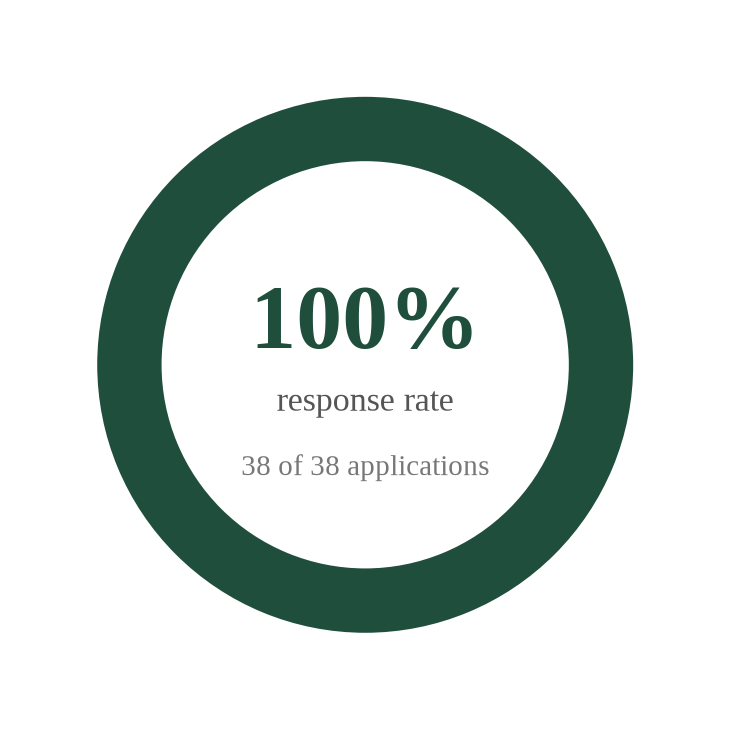 100%
response rate
38 of 38 applications